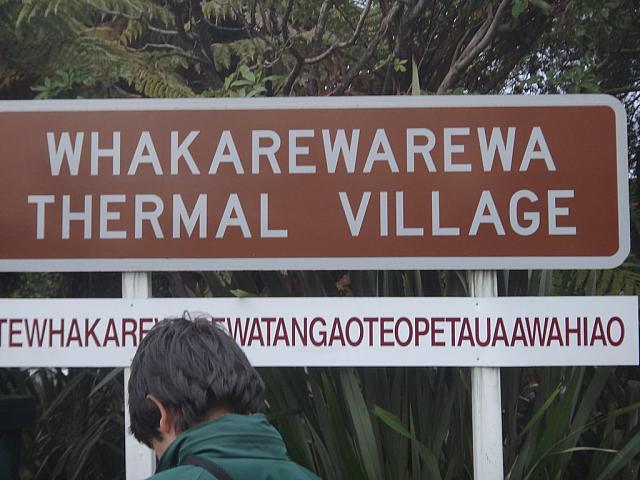 WHAKAREWAREWA
THERMAL VILLAGE
TEWHAKARE EWATANGAOTEOPETAUAAWAHIAO